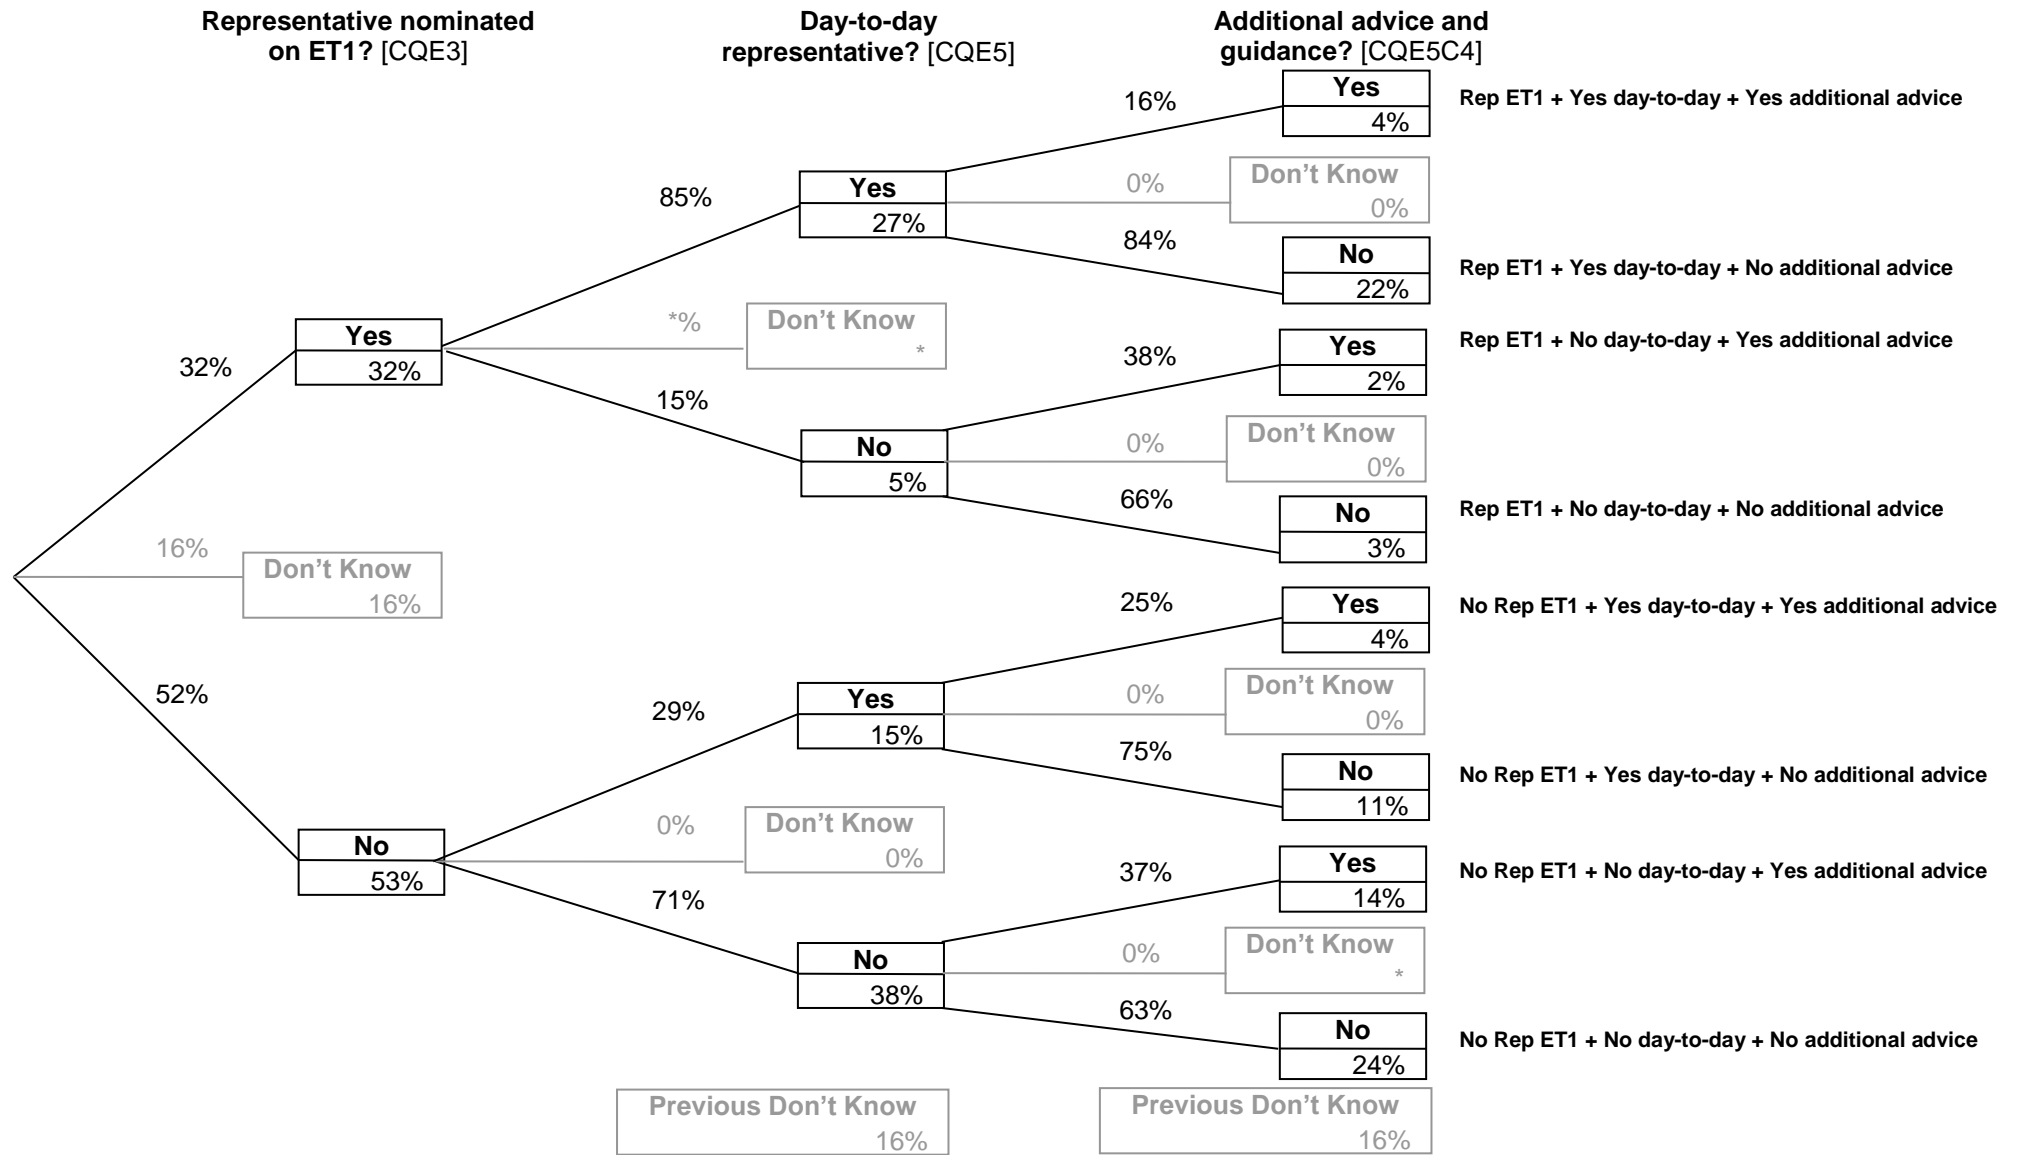 Representative nominated
on ET1? [CQE3]
Day-to-day
representative? [CQE5]
Additional advice and
guidance? [CQE5C4]
16%
Yes
4%
Rep ET1 + Yes day-to-day + Yes additional advice
85%
Yes
27%
0%
Don't Know
0%
84%
No
22%
Rep ET1 + Yes day-to-day + No additional advice
32%
Yes
32%
*%
Don't Know
*
38%
Yes
2%
Rep ET1 + No day-to-day + Yes additional advice
15%
No
5%
0%
Don't Know
0%
66%
No
3%
Rep ET1 + No day-to-day + No additional advice
16%
Don't Know
16%
25%
Yes
4%
No Rep ET1 + Yes day-to-day + Yes additional advice
52%
29%
Yes
15%
0%
Don't Know
0%
75%
No
11%
No Rep ET1 + Yes day-to-day + No additional advice
No
53%
0%
Don't Know
0%
37%
Yes
14%
No Rep ET1 + No day-to-day + Yes additional advice
71%
No
38%
0%
Don't Know
*
63%
No
24%
No Rep ET1 + No day-to-day + No additional advice
Previous Don't Know
16%
Previous Don't Know
16%